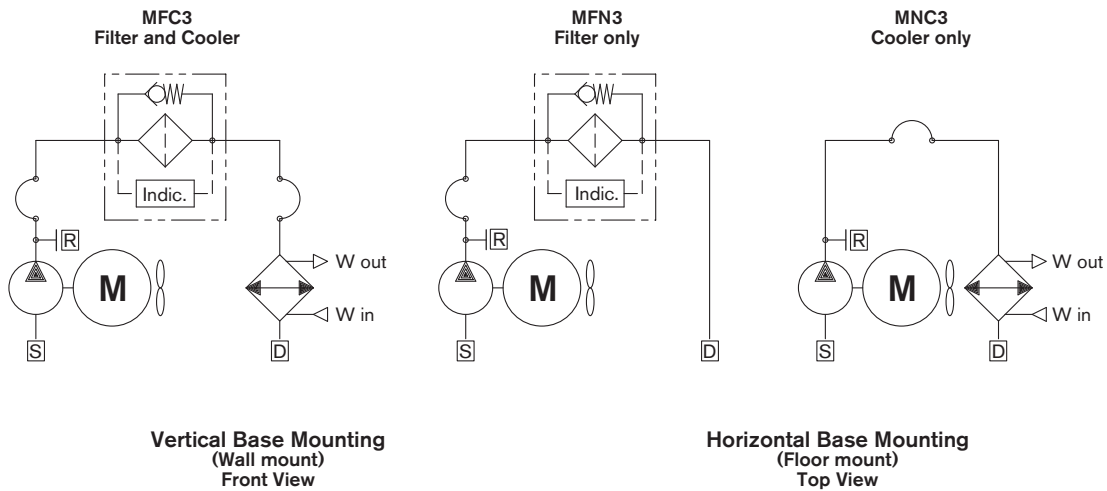 MFC3
Filter and Cooler
Indic.
R
M
W out
W in
S
D
MFN3
Filter only
Indic.
R
M
S
D
MNC3
Cooler only
R
M
W out
W in
S
D
Vertical Base Mounting
(Wall mount)
Front View
Horizontal Base Mounting
(Floor mount)
Top View